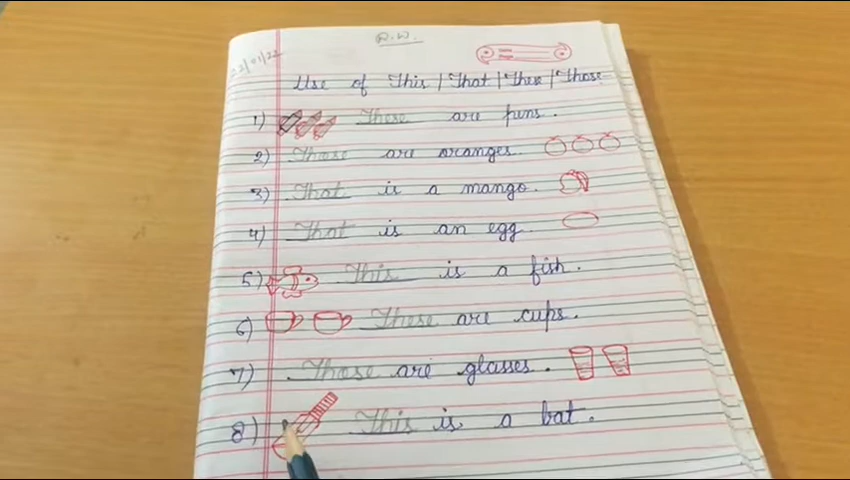 R.W.
22/01/22
Use of This | That | These | Those
1) These are pens.
2) Those are oranges.
3) That is a mango.
4) That is an egg.
5) This is a fish.
6) These are cups.
7) Those are glasses.
8) This is a bat.